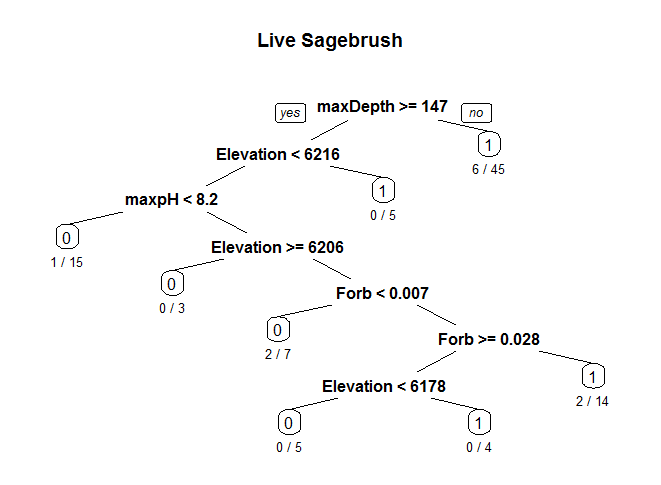 Live Sagebrush
yes maxDepth >= 147 no
Elevation < 6216
1
6 / 45
maxpH < 8.2
1
0 / 5
0
1 / 15
Elevation >= 6206
0
0 / 3
Forb < 0.007
0
2 / 7
Forb >= 0.028
Elevation < 6178
1
2 / 14
0
0 / 5
1
0 / 4